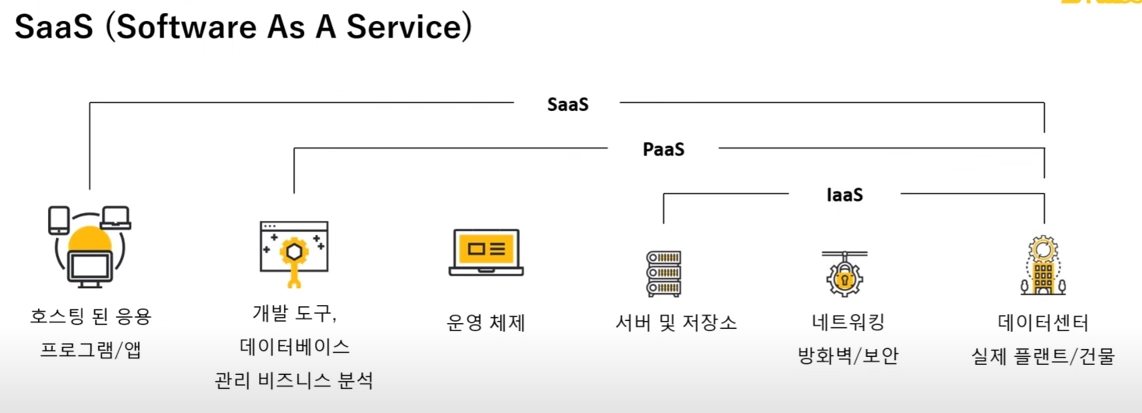 SaaS (Software As A Service)
SaaS
PaaS
IaaS
호스팅 된 응용
프로그램/앱
개발 도구,
데이터베이스
관리 비즈니스 분석
운영 체제
서버 및 저장소
네트워킹
방화벽/보안
데이터센터
실제 플랜트/건물